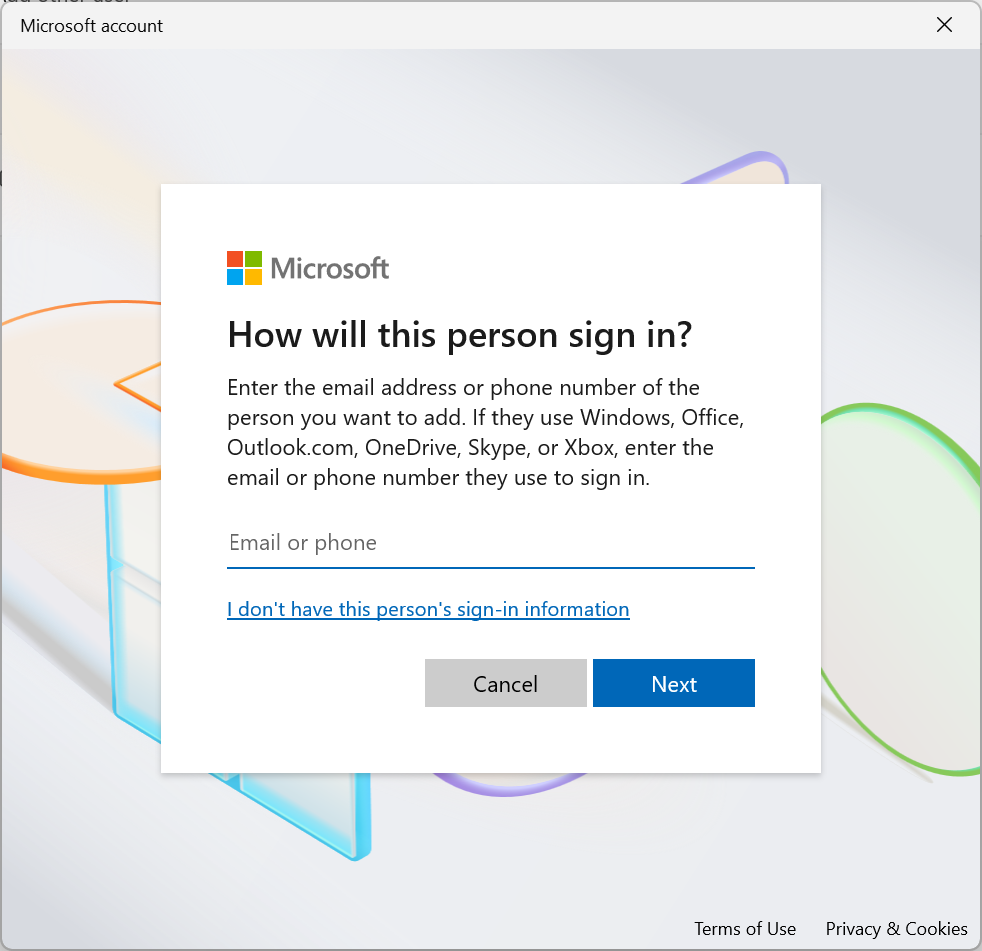 Microsoft account
Microsoft
How will this person sign in?
Enter the email address or phone number of the
person you want to add. If they use Windows, Office,
Outlook.com, OneDrive, Skype, or Xbox, enter the
email or phone number they use to sign in.
Email or phone
I don't have this person's sign-in information
Cancel Next
Terms of Use Privacy & Cookies